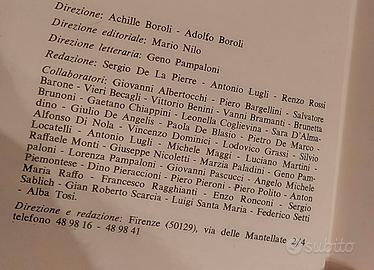 Direzione: Achille Boroli - Adolfo Boroli
Direzione editoriale: Mario Nilo
Direzione letteraria: Geno Pampaloni
Redazione: Sergio De La Pierre - Antonio Lugli - Renzo Rossi
Collaboratori: Giovanni Albertocchi - Piero Bargellini - Salvatore
Barone - Vieri Becagli - Vittorio Benini - Vanni Bramanti - Brunetta
Brunoni - Gaetano Chiappini - Leonella Coglievina - Sara D'Alma-
dino - Giulio De Angelis - Paola De Blasio - Pietro De Marco -
Alfonso Di Nola - Vincenzo Dominici - Lodovico Grassi - Silvio
Locatelli - Antonio Lugli - Michele Maggi - Luciano Martini -
Raffaele Monti - Giuseppe Nicoletti - Marzia Paladini - Geno Pam-
paloni - Lorenza Pampaloni - Giovanni Pascucci - Angelo Michele
Piemontese - Dino Pieraccioni - Piero Pieroni - Piero Polito - Anton
Maria Raffo - Francesco Ragghianti - Enzo Ronconi - Sergio
Sablich - Gian Roberto Scarcia - Luigi Santa Maria - Federico Setti
- Alba Tosi.
Direzione e redazione: Firenze (50129), via delle Mantellate 2/4
telefono 48 98 16 - 48 98 41
subito